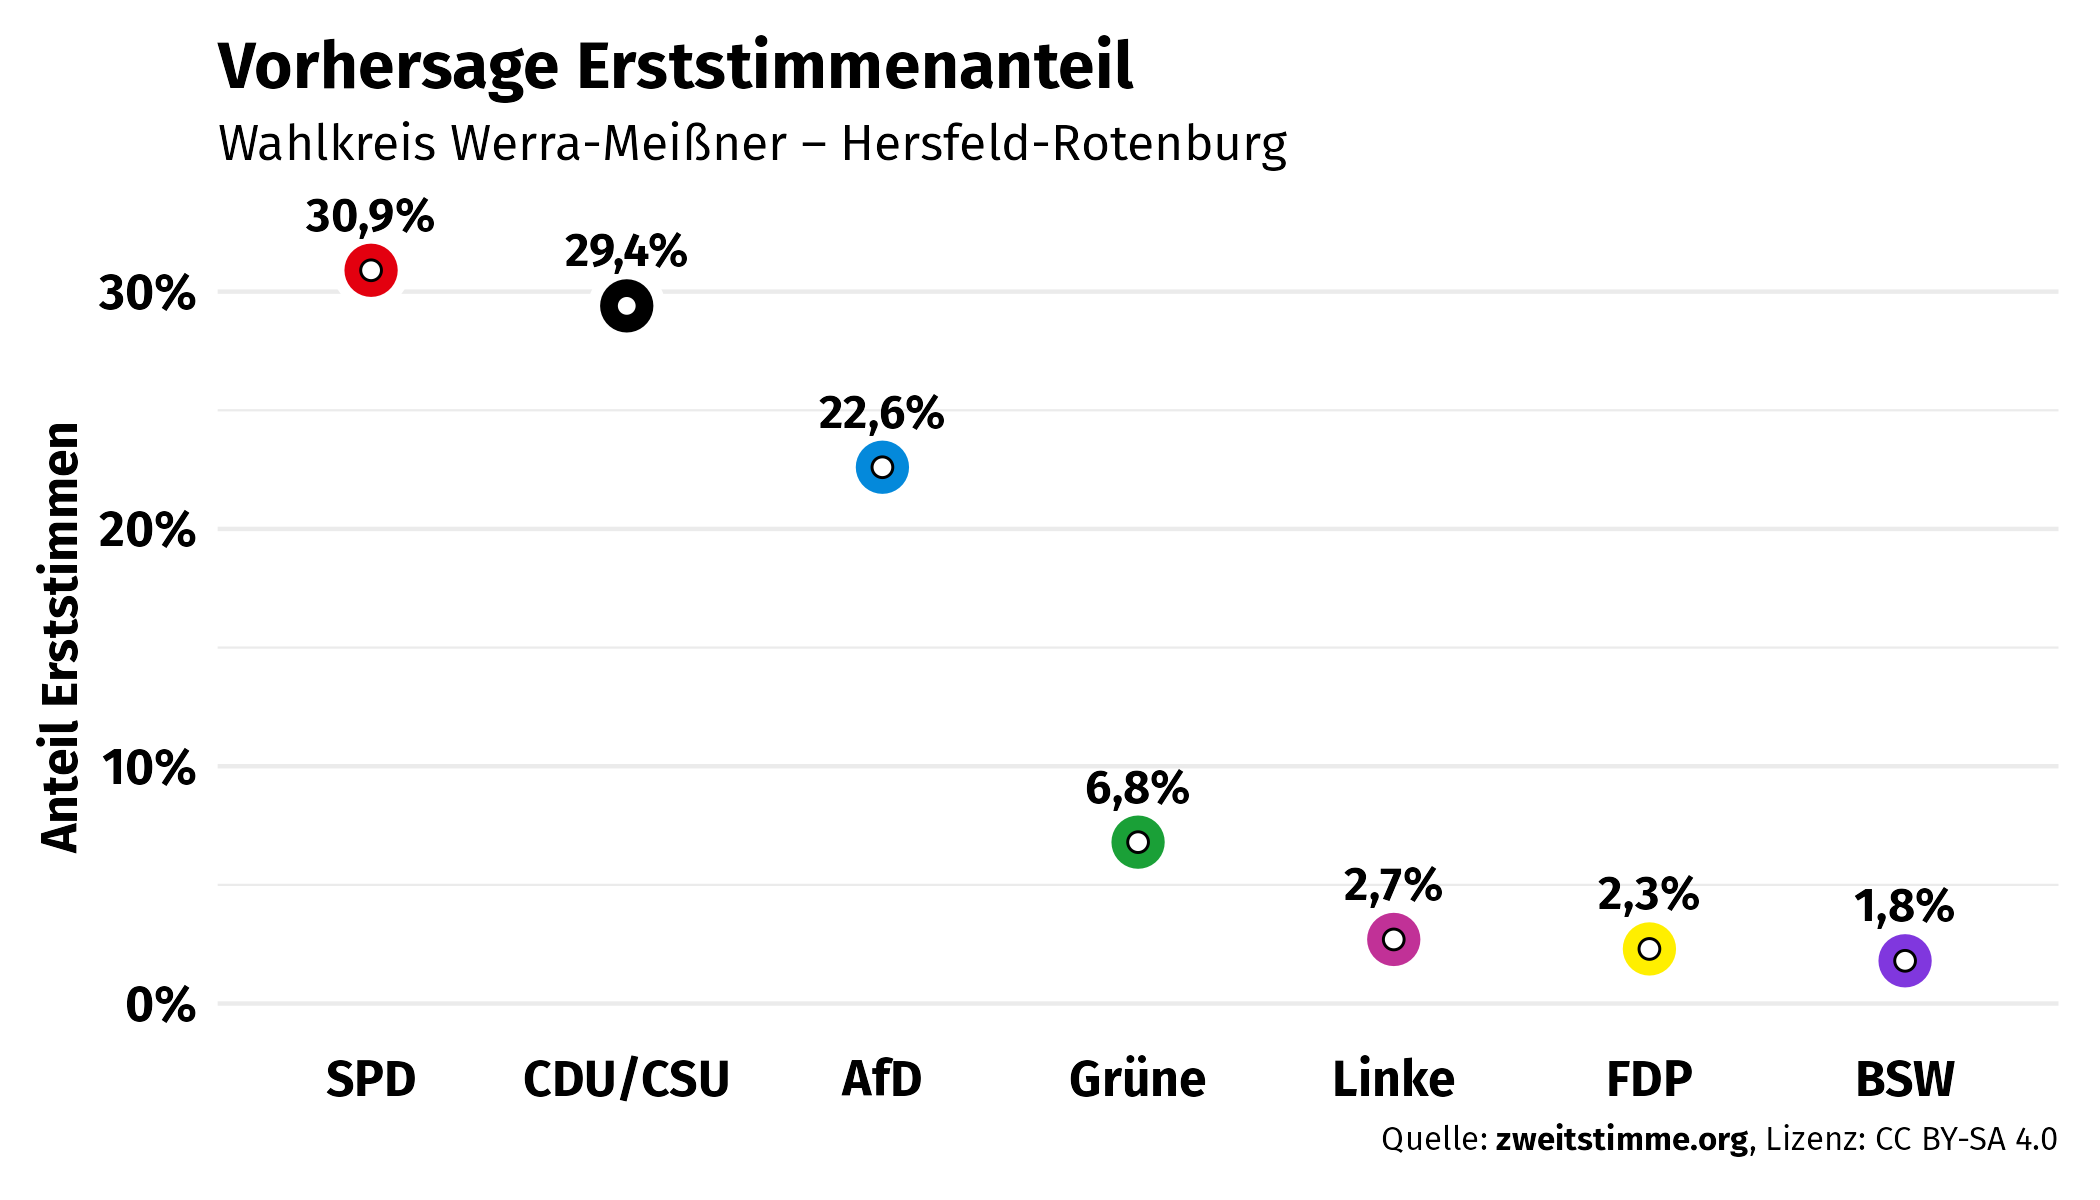 Vorhersage Erststimmenanteil
Wahlkreis Werra-Meißner – Hersfeld-Rotenburg
Anteil Erststimmen
30%
20%
10%
0%
30,9%
29,4%
22,6%
6,8%
2,7%
2,3%
1,8%
SPD CDU/CSU AfD Grüne Linke FDP BSW
Quelle: zweitstimme.org, Lizenz: CC BY-SA 4.0